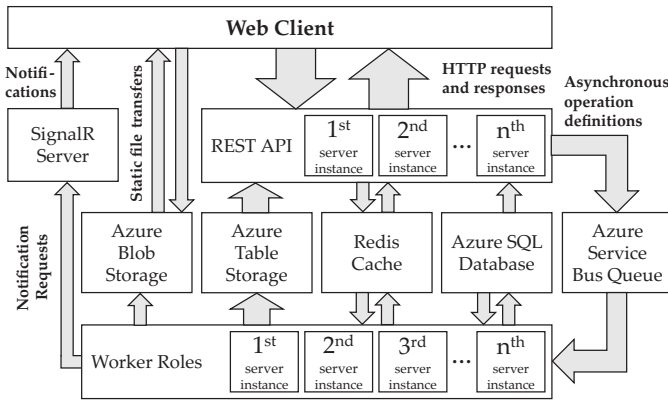 Web Client
Notifi-
cations
Static file transfers
HTTP requests
and responses
Asynchronous
operation
definitions
SignalR
Server
REST API
1st
server
instance
2nd
server
instance
...
nth
server
instance
Notification
Requests
Azure
Blob
Storage
Azure
Table
Storage
Redis
Cache
Azure SQL
Database
Azure
Service
Bus Queue
Worker Roles
1st
server
instance
2nd
server
instance
3rd
server
instance
...
nth
server
instance